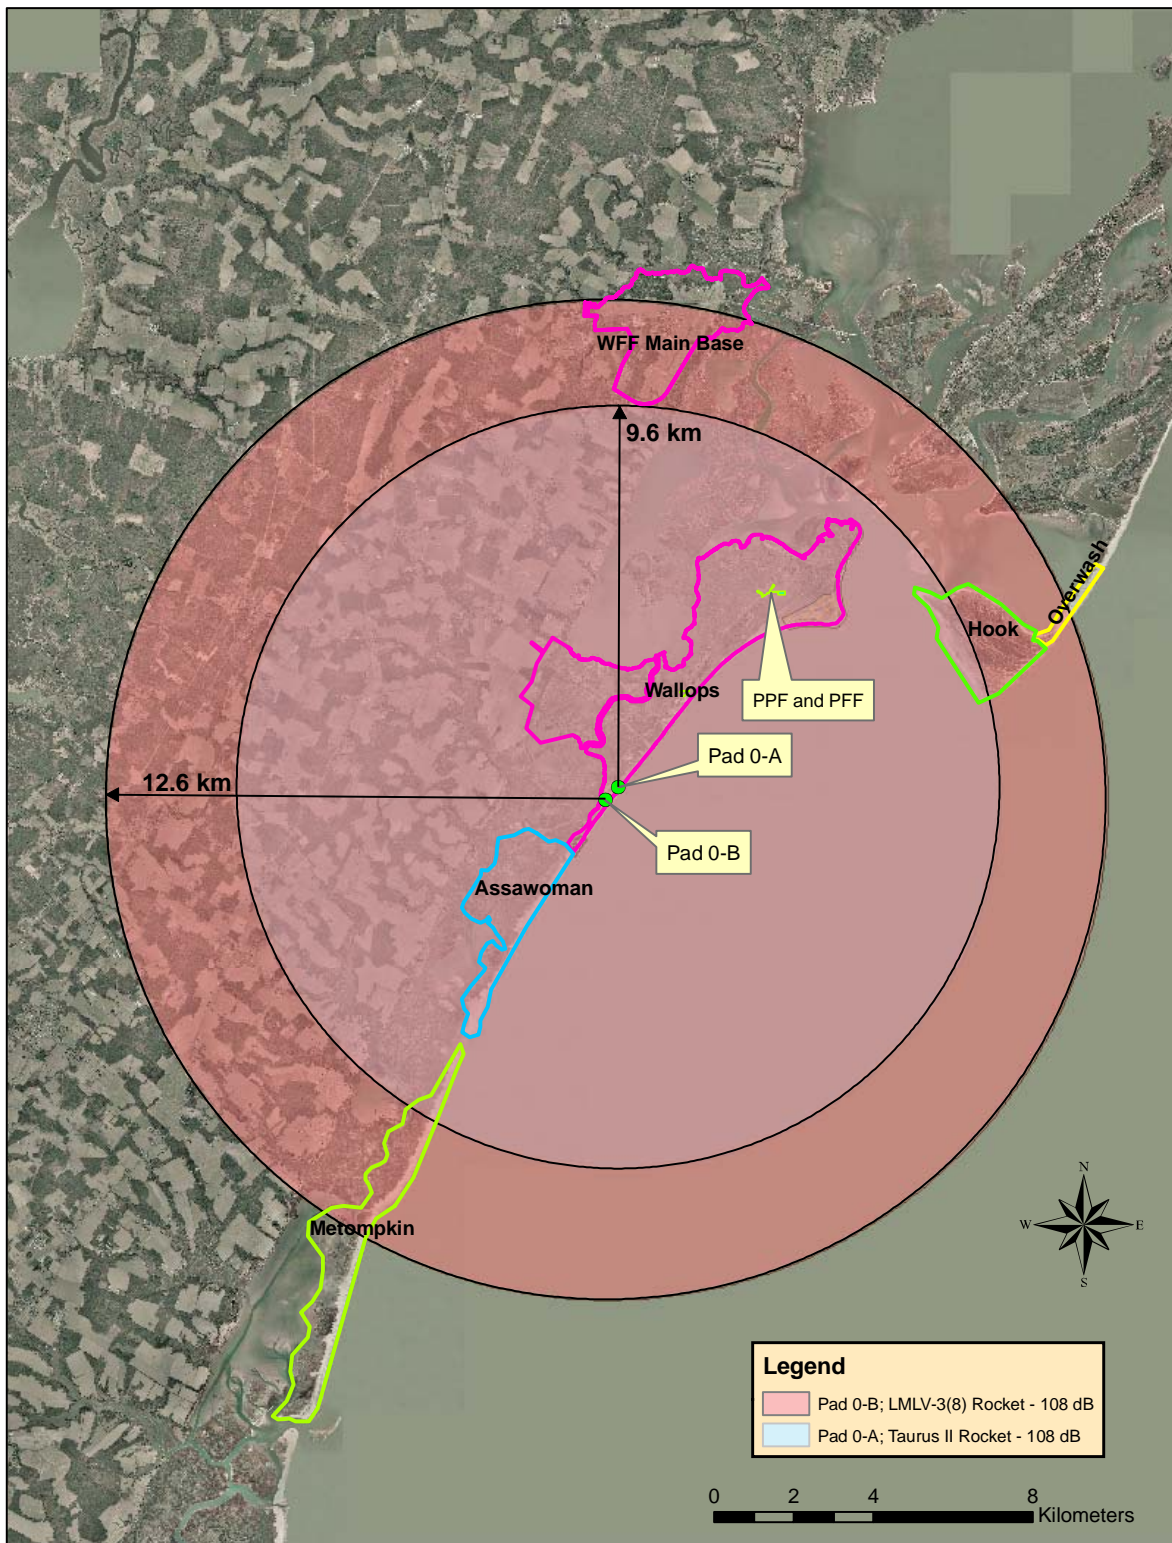 WFF Main Base
9.6 km
Overwash
Hook
Wallops
PPF and PFF
Pad 0-A
12.6 km
Pad 0-B
Assawoman
Metompkin
N
W
E
S
Legend
Pad 0-B; LMLV-3(8) Rocket - 108 dB
Pad 0-A; Taurus II Rocket - 108 dB
0 2 4 8
Kilometers